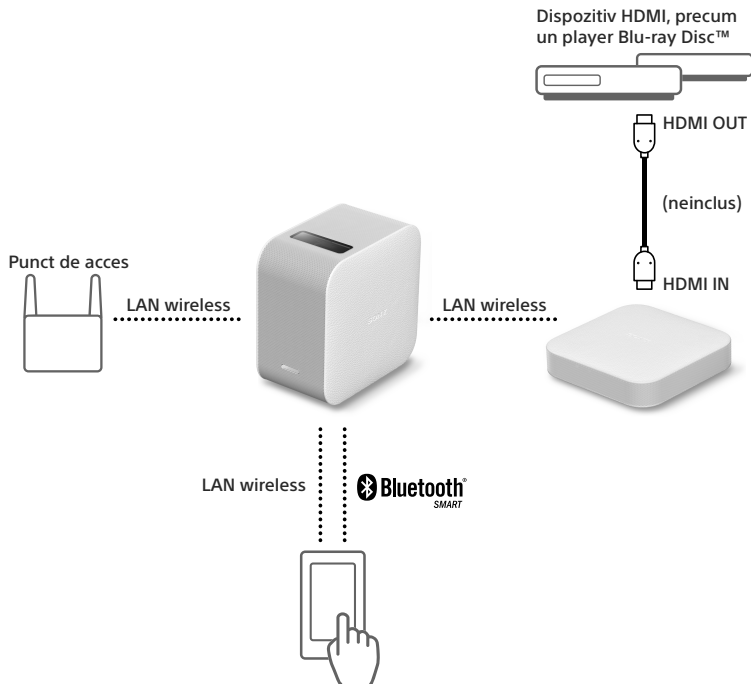 Dispozitiv HDMI, precum
un player Blu-ray Disc™
HDMI OUT
(neinclus)
HDMI IN
Punct de acces
LAN wireless
LAN wireless
SONY
LAN wireless
Bluetooth®
SMART